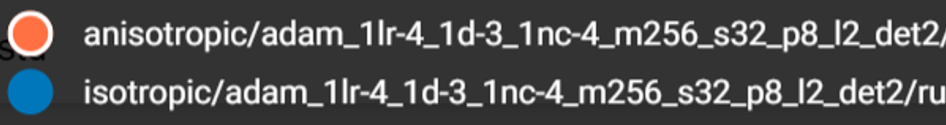 anisotropic/adam_1lr-4_1d-3_1nc-4_m256_s32_p8_l2_det2/
isotropic/adam_1lr-4_1d-3_1nc-4_m256_s32_p8_l2_det2/ru